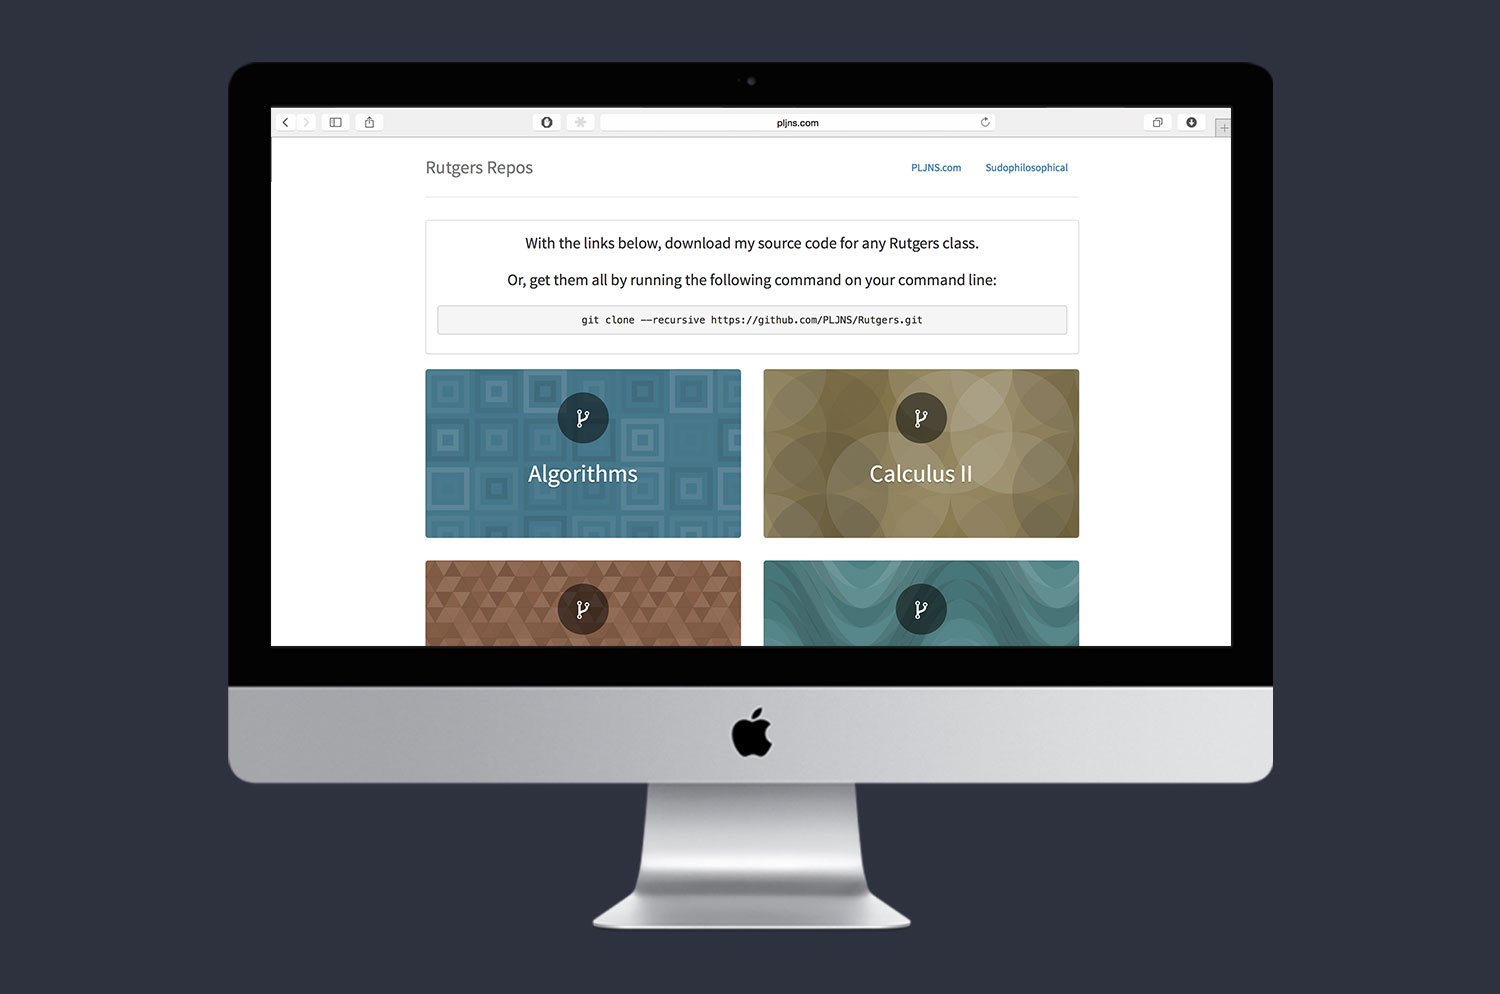 pljns.com
Rutgers Repos
PLJNS.com
Sudophilosophical
With the links below, download my source code for any Rutgers class.
Or, get them all by running the following command on your command line:
git clone --recursive https://github.com/PLJNS/Rutgers.git
Algorithms
Calculus II